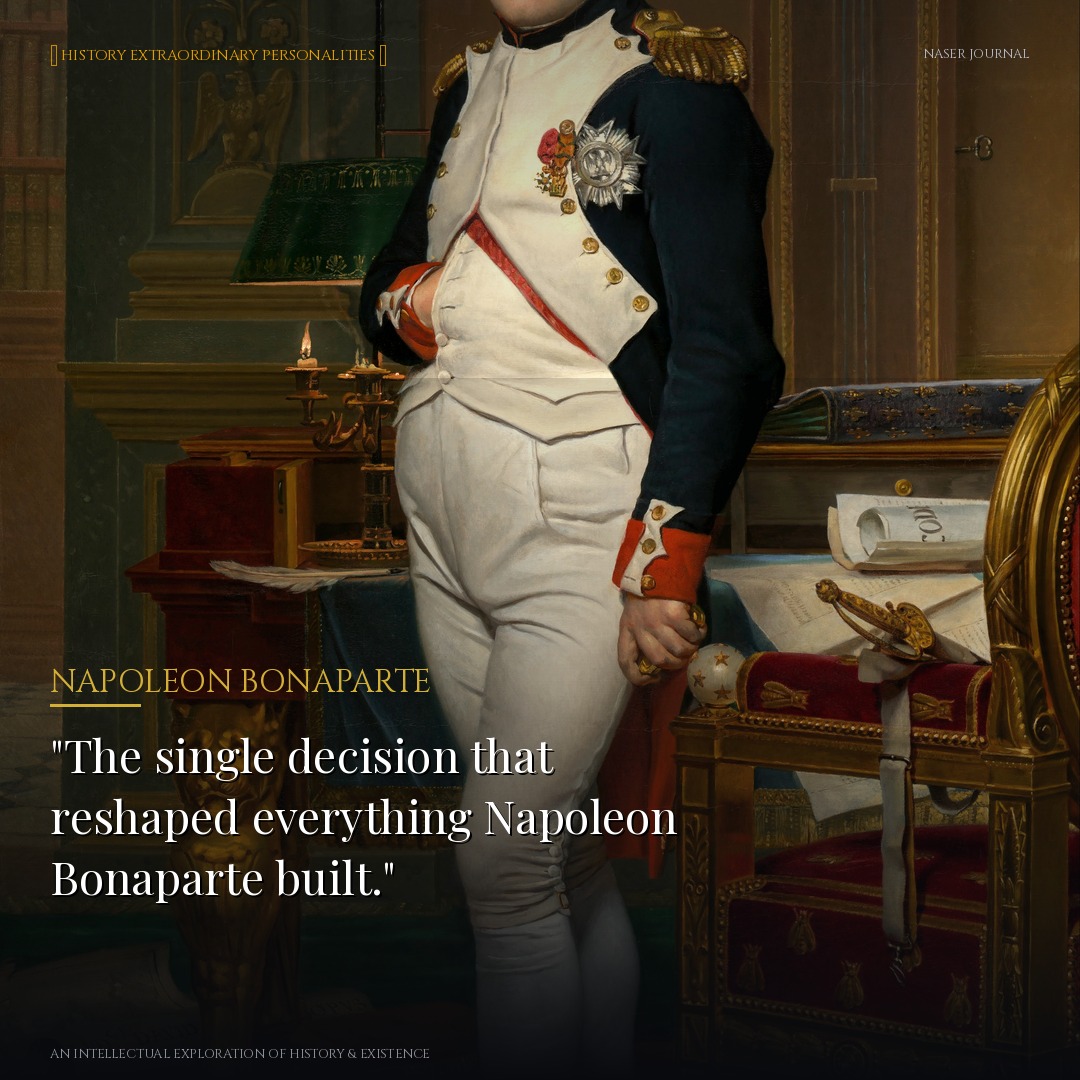 ▯ HISTORY EXTRAORDINARY PERSONALITIES ▯
NASER JOURNAL
COD
NAPOLEON BONAPARTE
"The single decision that
reshaped everything Napoleon
Bonaparte built."
AN INTELLECTUAL EXPLORATION OF HISTORY & EXISTENCE